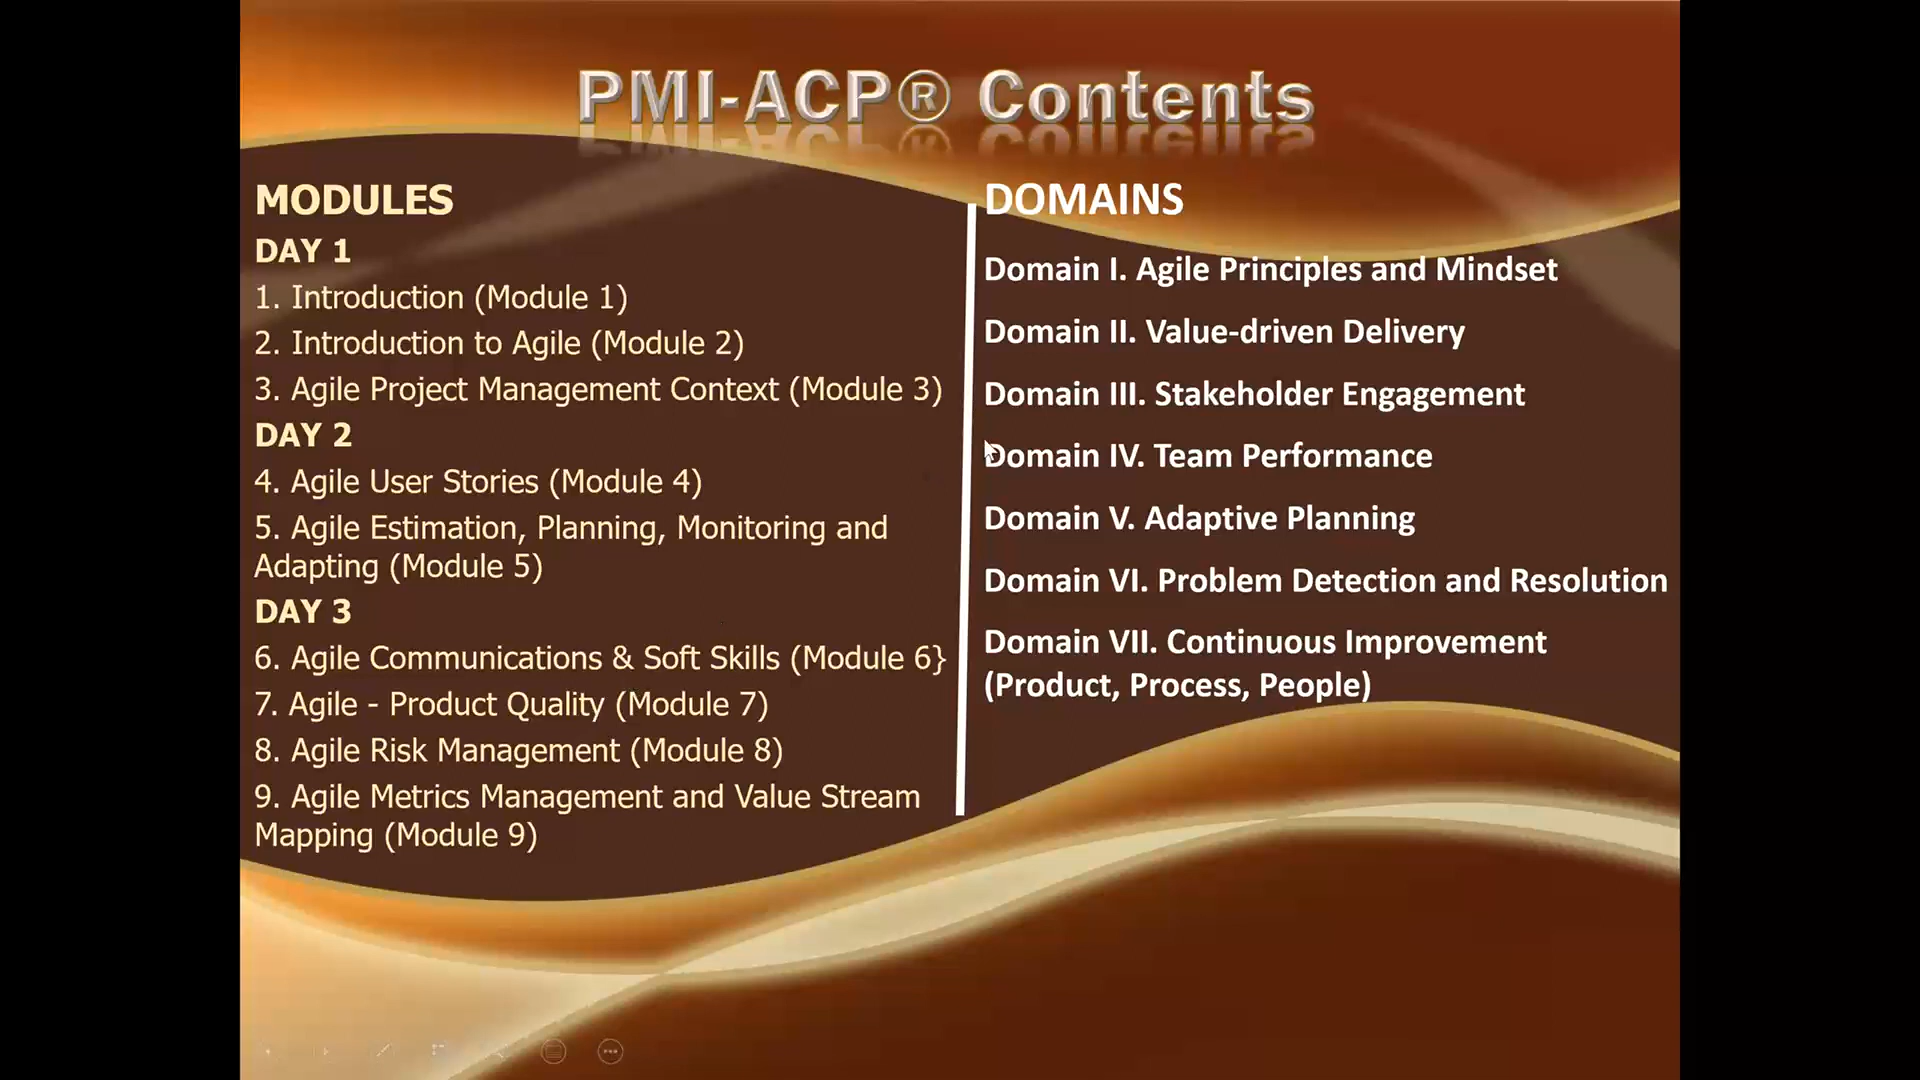 PMI-ACP® Contents
MODULES
DAY 1
1. Introduction (Module 1)
2. Introduction to Agile (Module 2)
3. Agile Project Management Context (Module 3)
DAY 2
4. Agile User Stories (Module 4)
5. Agile Estimation, Planning, Monitoring and
Adapting (Module 5)
DAY 3
6. Agile Communications & Soft Skills (Module 6}
7. Agile - Product Quality (Module 7)
8. Agile Risk Management (Module 8)
9. Agile Metrics Management and Value Stream
Mapping (Module 9)
DOMAINS
Domain I. Agile Principles and Mindset
Domain II. Value-driven Delivery
Domain III. Stakeholder Engagement
Domain IV. Team Performance
Domain V. Adaptive Planning
Domain VI. Problem Detection and Resolution
Domain VII. Continuous Improvement
(Product, Process, People)